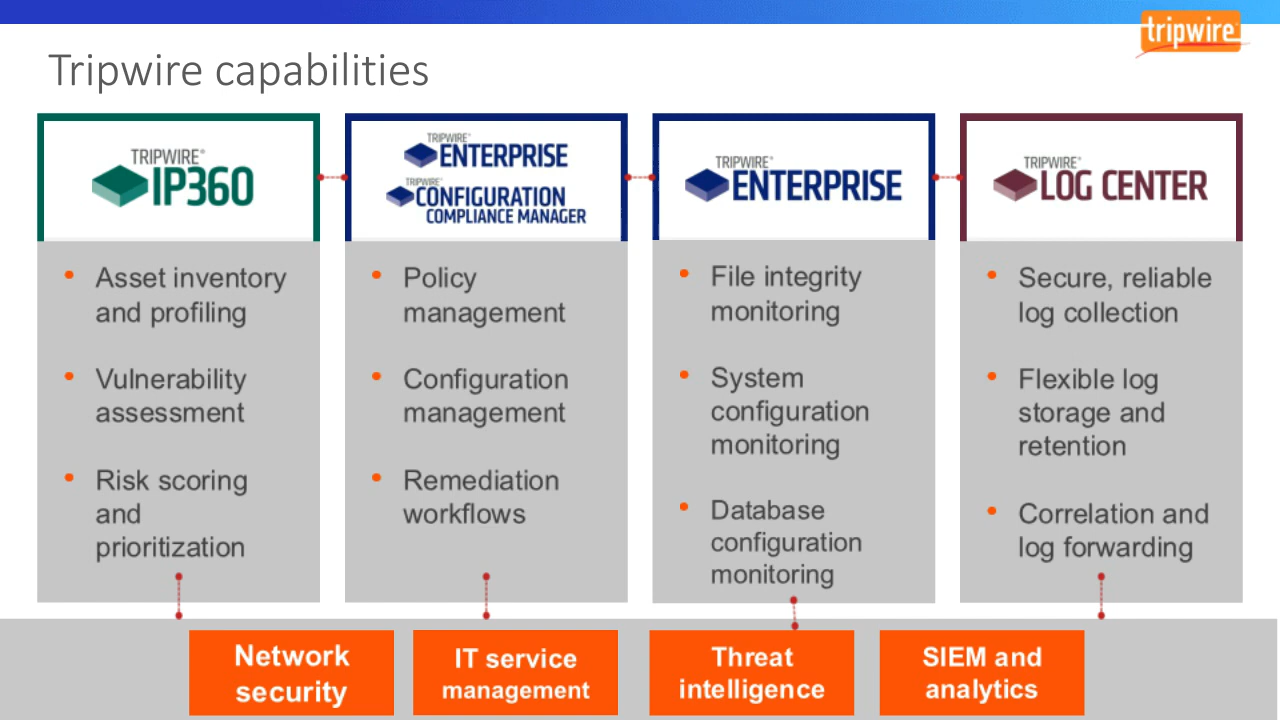 tripwire
Tripwire capabilities
TRIPWIRE®
IP360
• Asset inventory
and profiling
• Vulnerability
assessment
• Risk scoring
and
prioritization
TRIPWIRE®
ENTERPRISE
TRIPWIRE®
CONFIGURATION
COMPLIANCE MANAGER
• Policy
management
• Configuration
management
• Remediation
workflows
TRIPWIRE®
ENTERPRISE
• File integrity
monitoring
• System
configuration
monitoring
• Database
configuration
monitoring
TRIPWIRE®
LOG CENTER
• Secure, reliable
log collection
• Flexible log
storage and
retention
• Correlation and
log forwarding
Network
security
IT service
management
Threat
intelligence
SIEM and
analytics